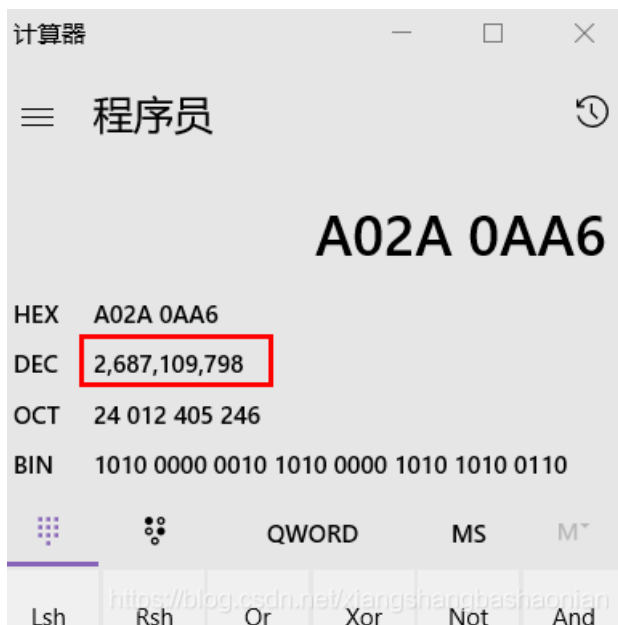 计算器
程序员
A02A 0AA6
HEX A02A 0AA6
DEC 2,687,109,798
OCT 24 012 405 246
BIN 1010 0000 0010 1010 0000 1010 1010 0110
QWORD MS M
https://blog.csdn.net/xiangshangbashaonian
Lsh Rsh Or Xor Not And